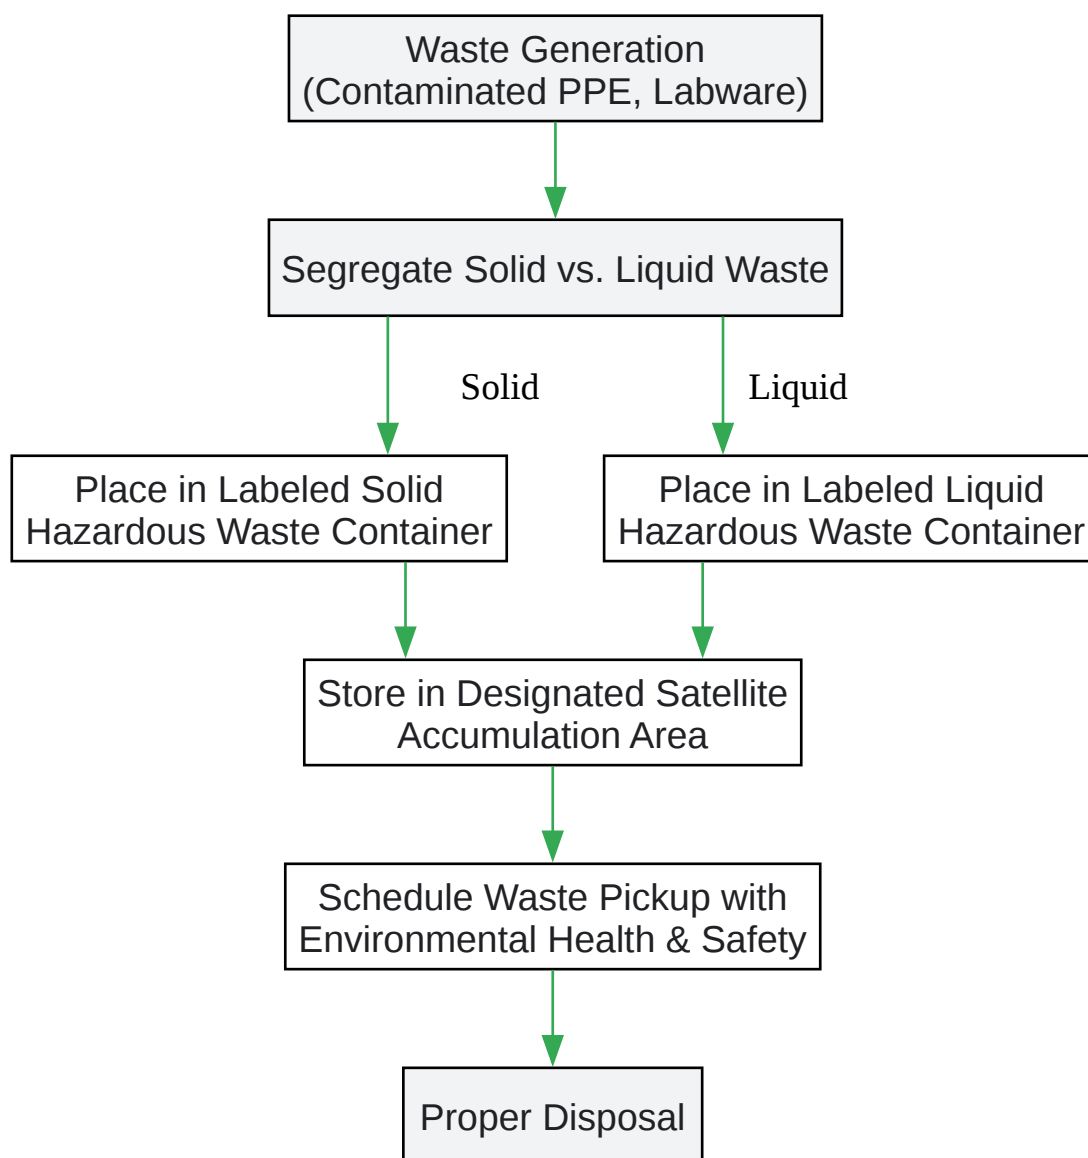 Waste Generation
(Contaminated PPE, Labware)
Segregate Solid vs. Liquid Waste
Solid
Liquid
Place in Labeled Solid
Hazardous Waste Container
Place in Labeled Liquid
Hazardous Waste Container
Store in Designated Satellite
Accumulation Area
Schedule Waste Pickup with
Environmental Health & Safety
Proper Disposal